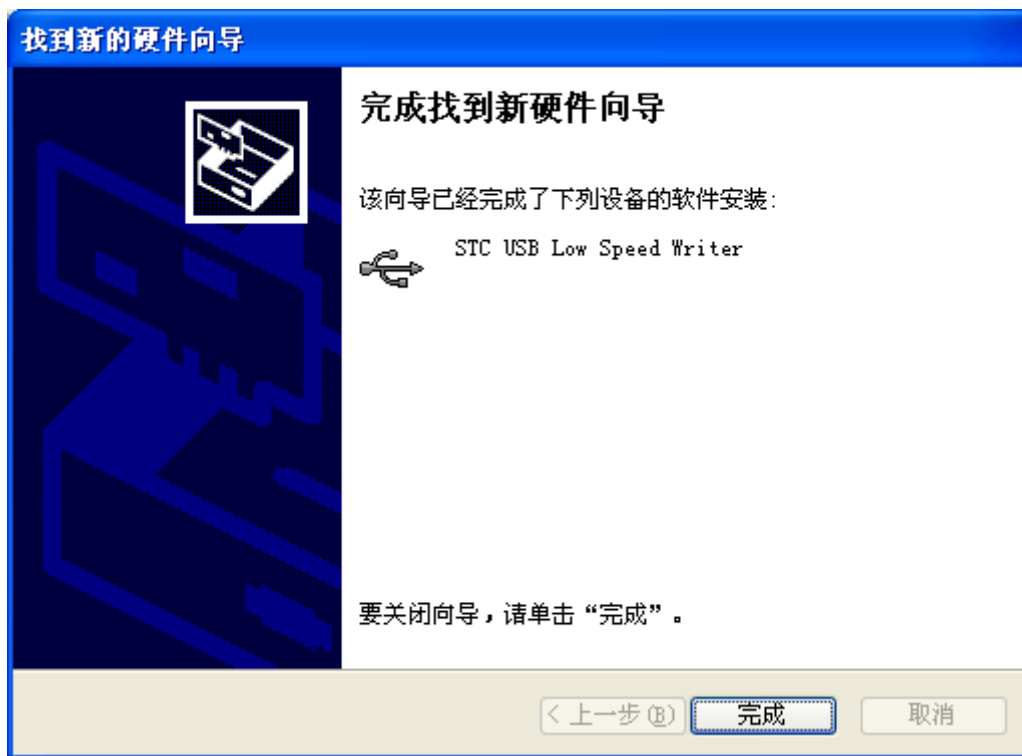 找到新的硬件向导
完成找到新硬件向导
该向导已经完成了下列设备的软件安装:
STC USB Low Speed Writer
要关闭向导，请单击“完成”。
< 上一步(B)
完成
取消